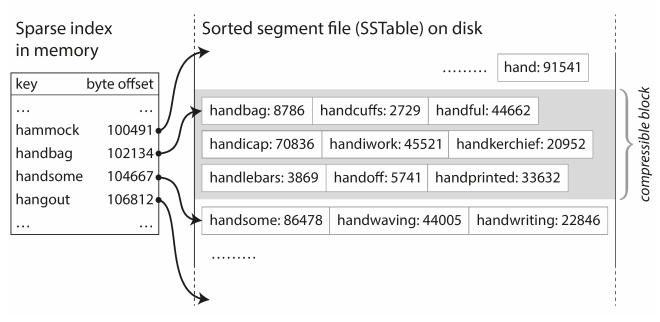 Sparse index
in memory
key byte offset
... ...
hammock 100491
handbag 102134
handsome 104667
hangout 106812
... ...
Sorted segment file (SSTable) on disk
......... hand: 91541
handbag: 8786 handcuffs: 2729 handful: 44662
handicap: 70836 handiwork: 45521 handkerchief: 20952
handlebars: 3869 handoff: 5741 handprinted: 33632
handsome: 86478 handwaving: 44005 handwriting: 22846
.........
compressible block